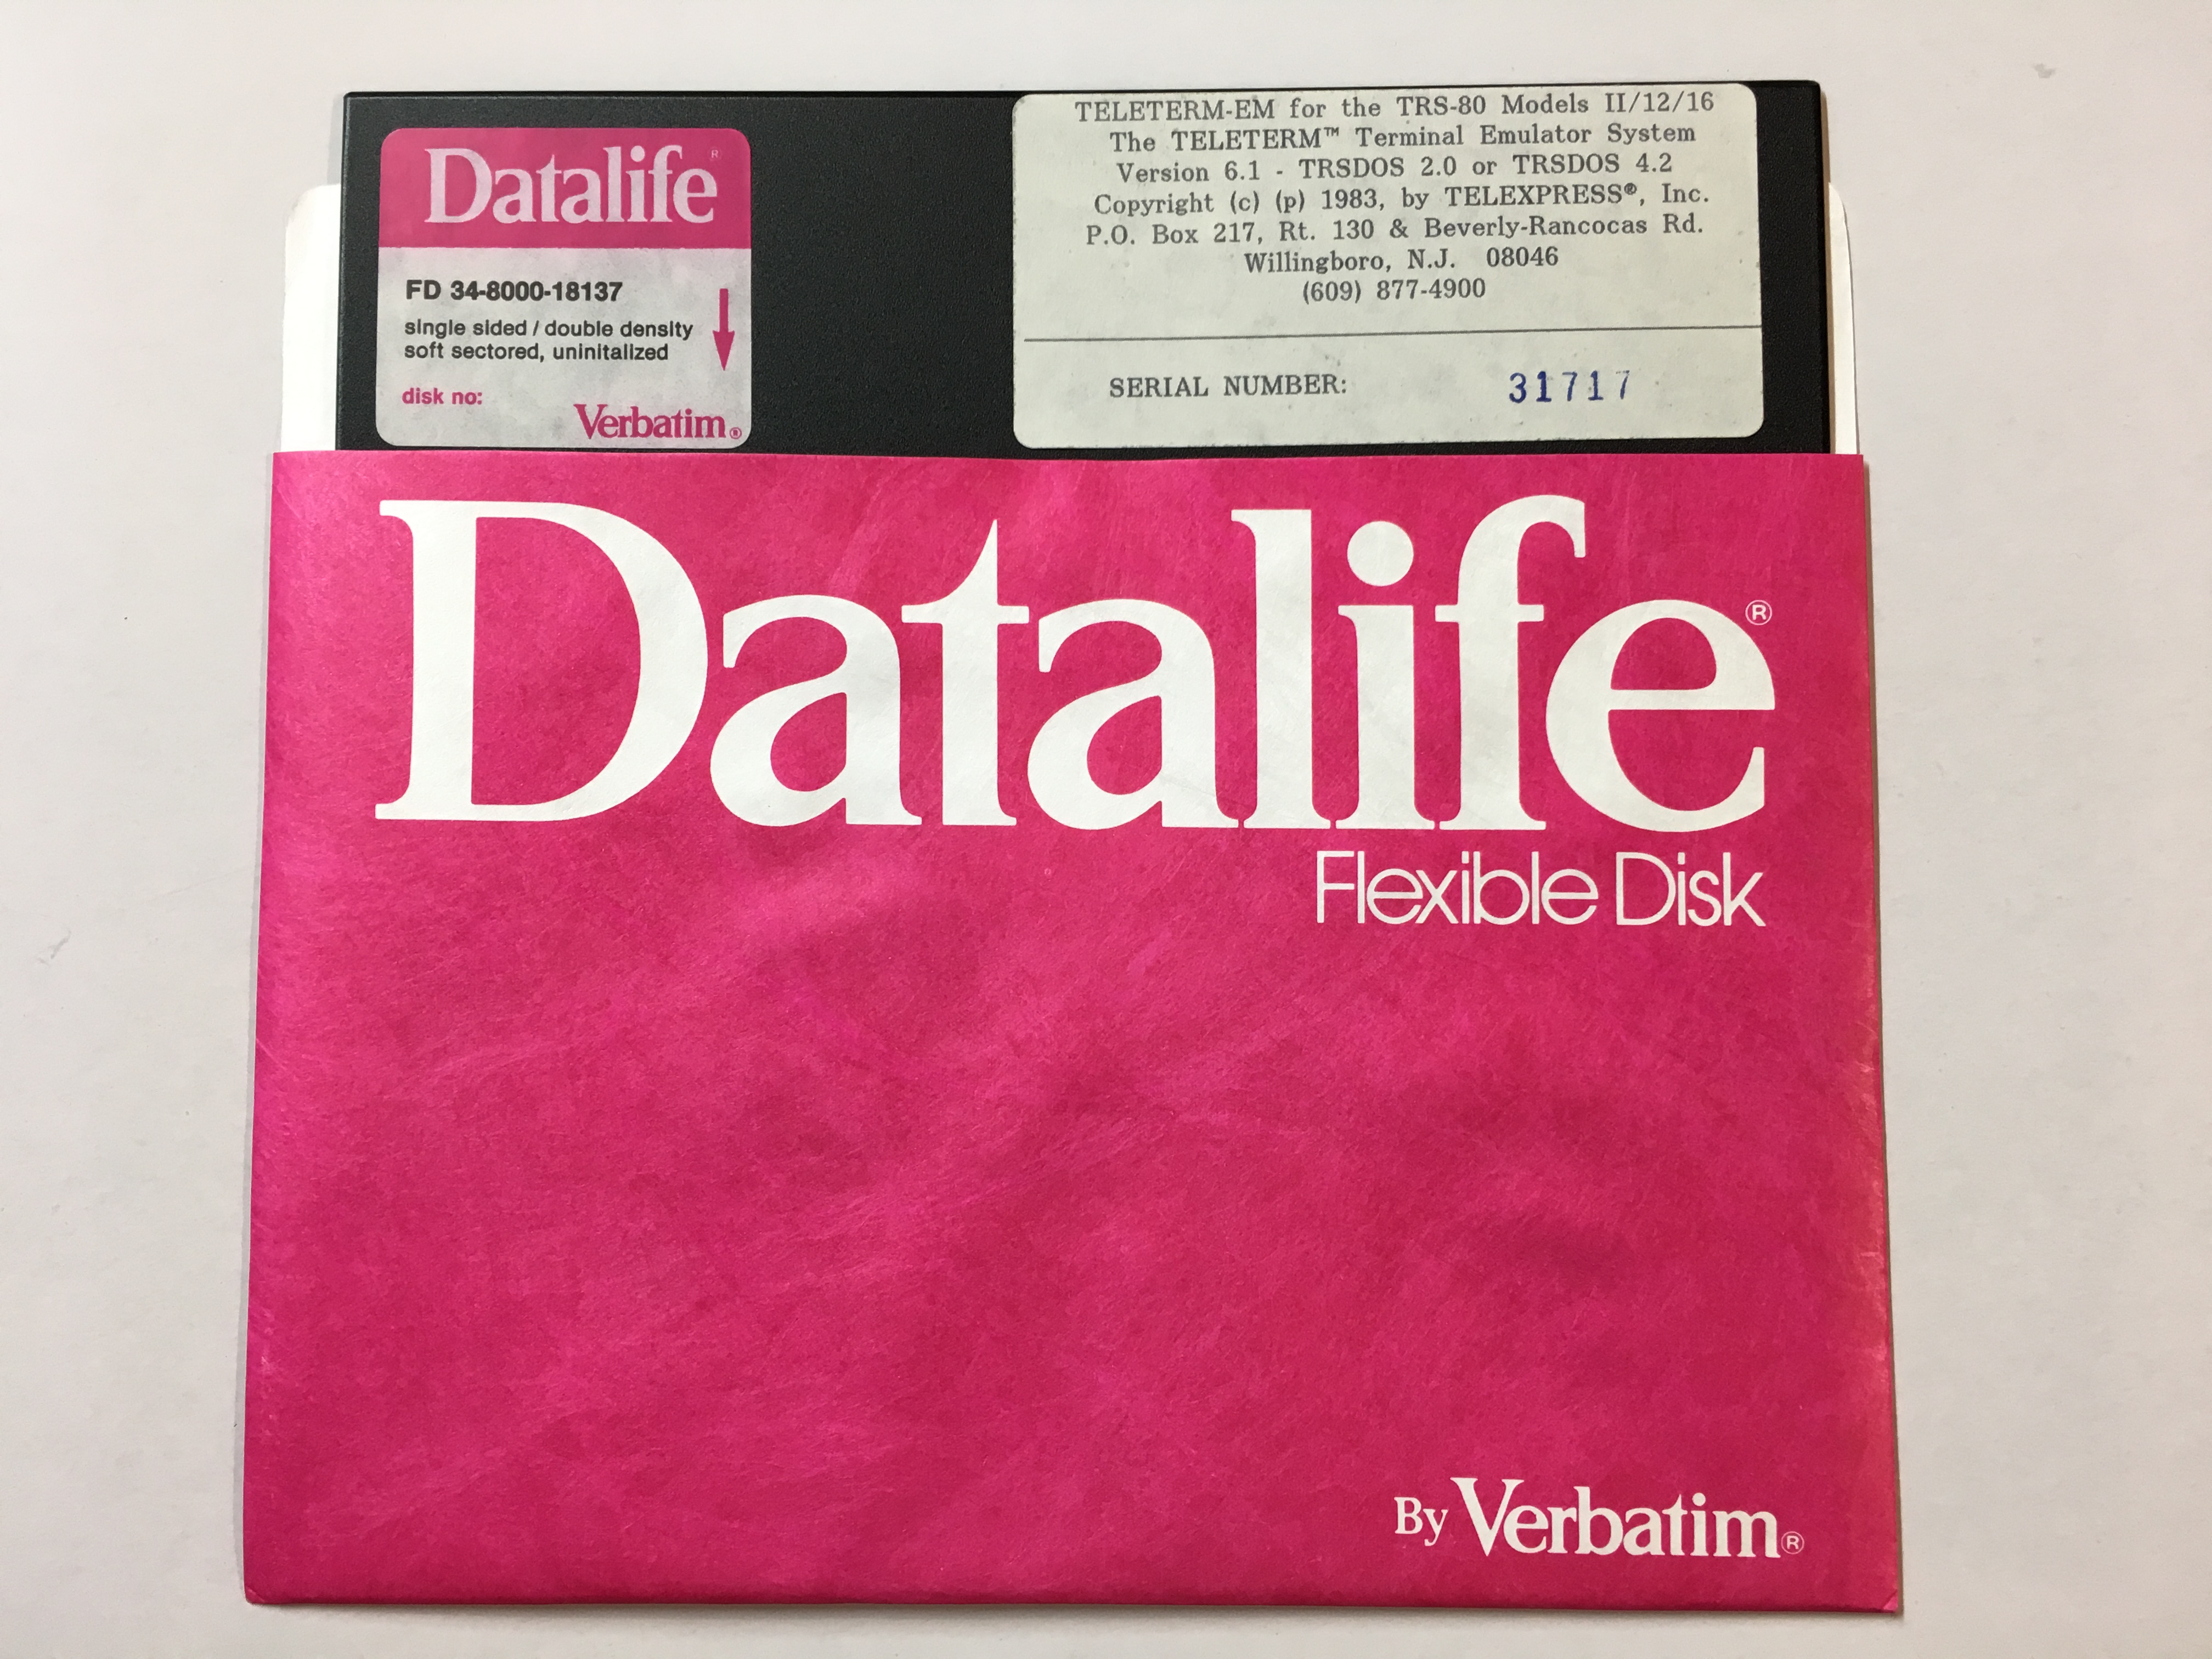 Datalife®
FD 34-8000-18137
single sided / double density
soft sectored, uninitalized
disk no:
Verbatim®
TELETERM-EM for the TRS-80 Models II/12/16
The TELETERM™ Terminal Emulator System
Version 6.1 - TRSDOS 2.0 or TRSDOS 4.2
Copyright (c) (p) 1983, by TELEXPRESS®, Inc.
P.O. Box 217, Rt. 130 & Beverly-Rancocas Rd.
Willingboro, N.J. 08046
(609) 877-4900
SERIAL NUMBER: 31717
Datalife®
Flexible Disk
By Verbatim®